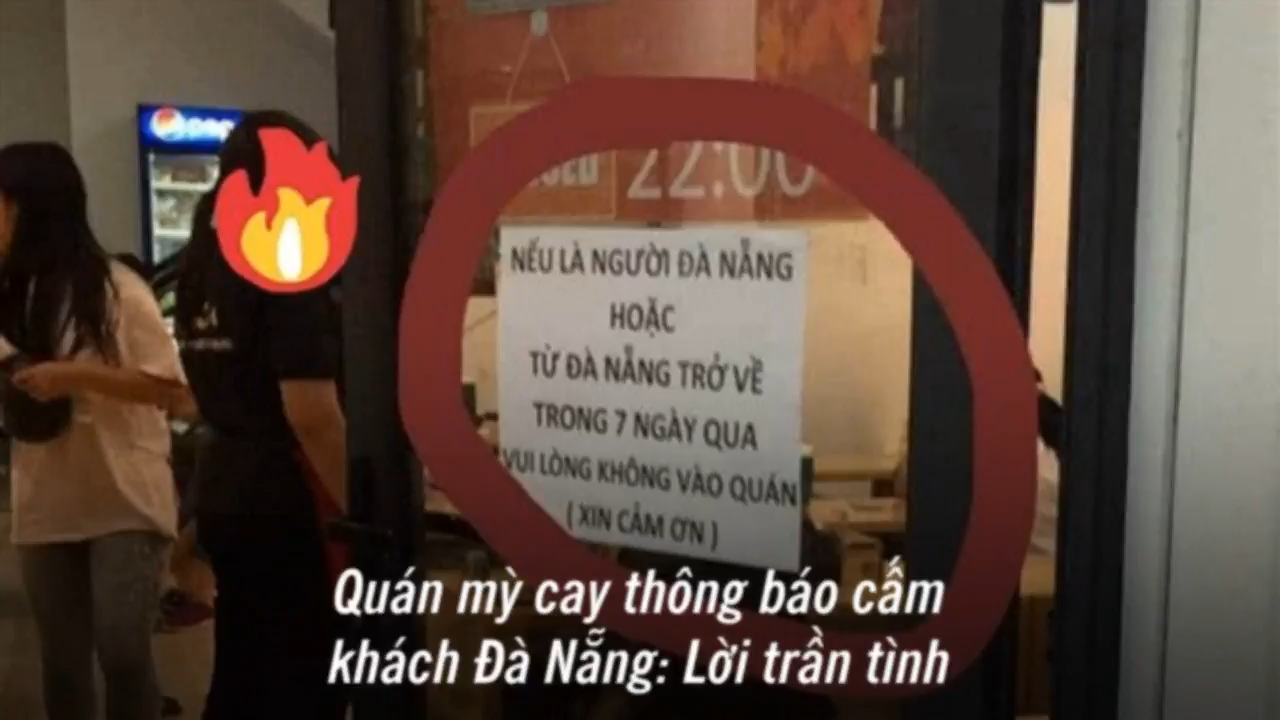 22:00
NẾU LÀ NGƯỜI ĐÀ NẴNG
HOẶC
TỪ ĐÀ NẴNG TRỞ VỀ
TRONG 7 NGÀY QUA
VUI LÒNG KHÔNG VÀO QUÁN
( XIN CẢM ƠN )
Quán mỳ cay thông báo cấm
khách Đà Nẵng: Lời trần tình